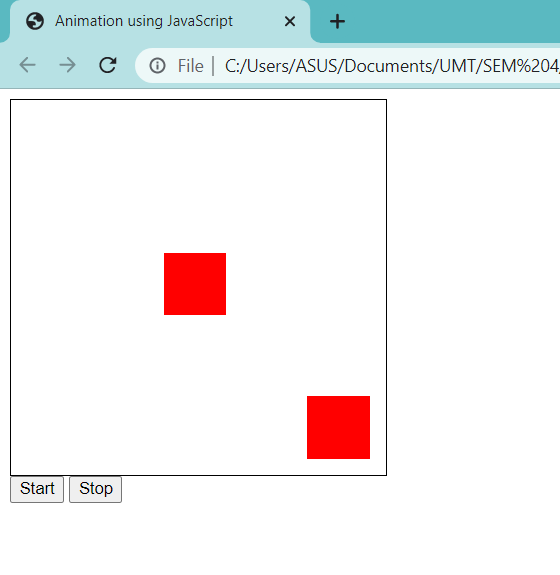 Animation using JavaScript
File | C:/Users/ASUS/Documents/UMT/SEM%204/
Start Stop